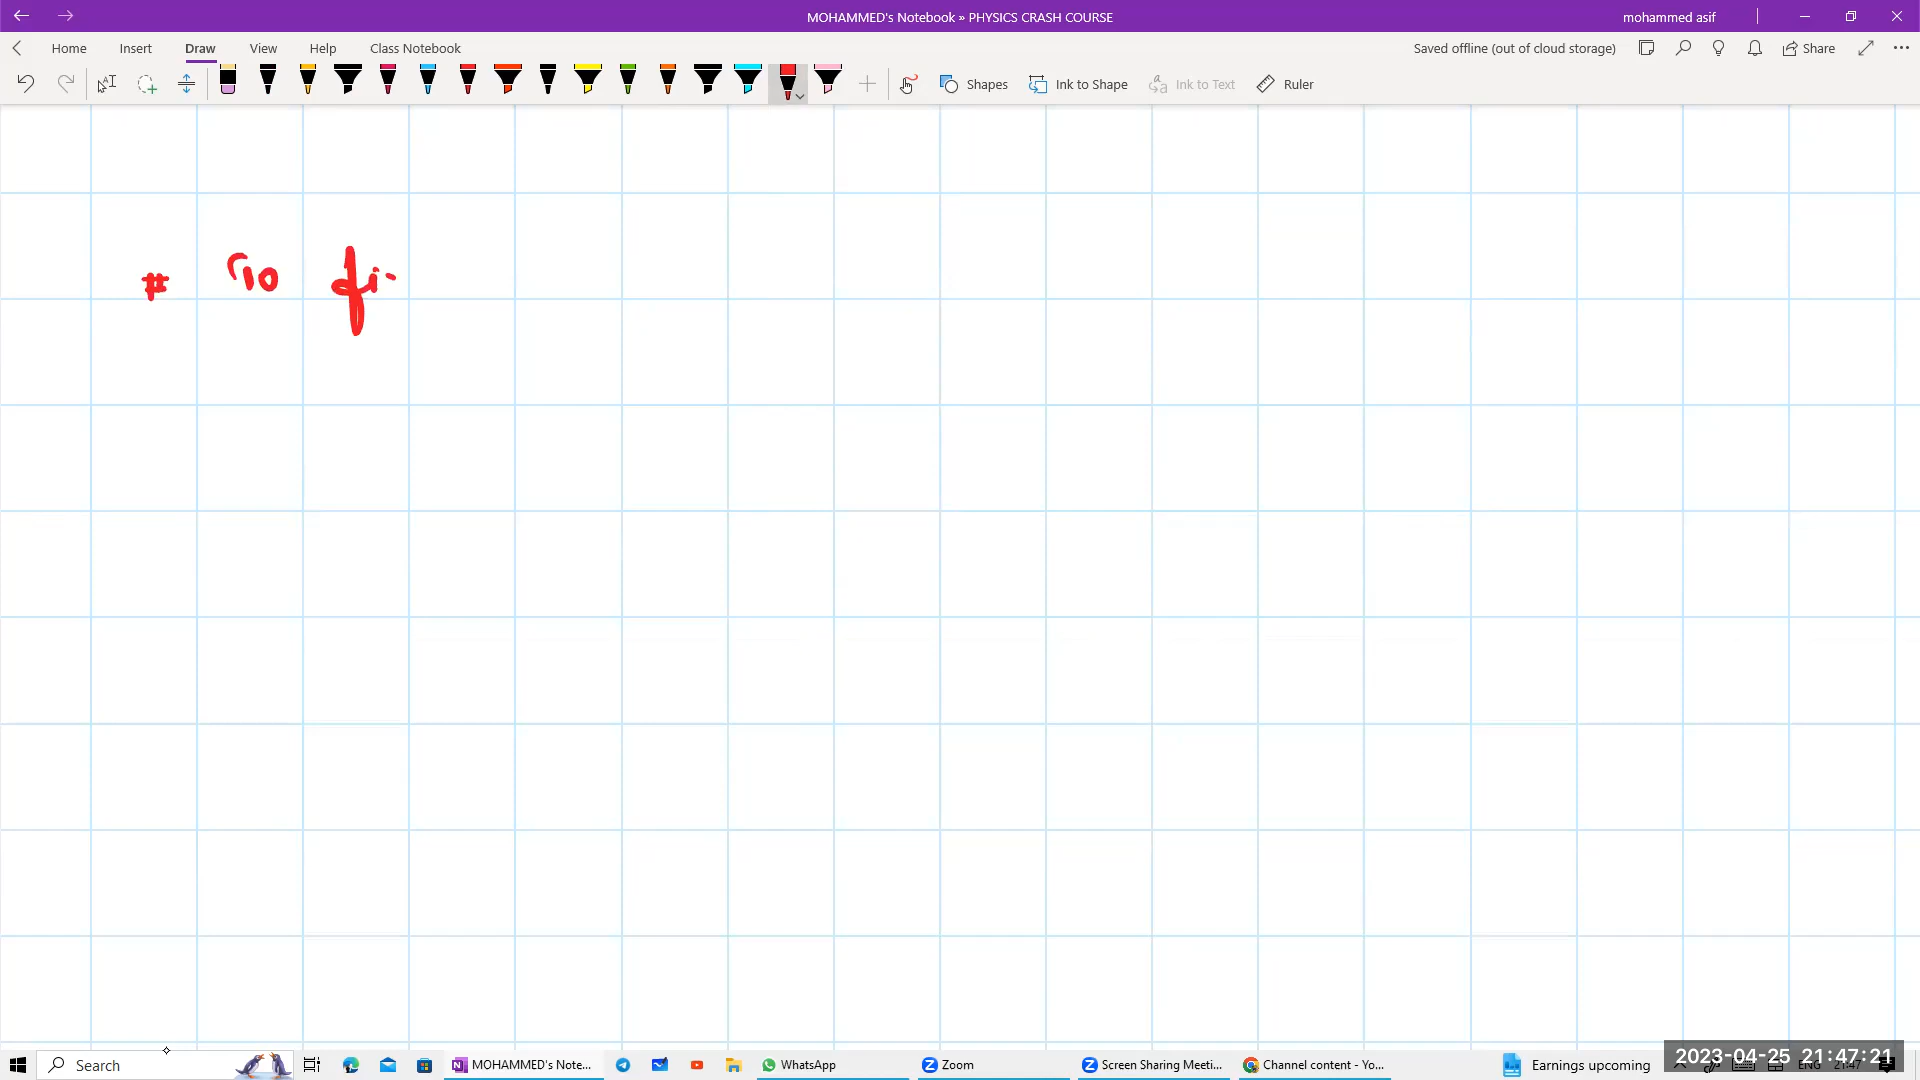 MOHAMMED's Notebook » PHYSICS CRASH COURSE
mohammed asif
Home Insert Draw View Help Class Notebook
Saved offline (out of cloud storage)
Share
Shapes
Ink to Shape
Ink to Text
Ruler
# To fi
Search
MOHAMMED's Note...
WhatsApp
Zoom
Screen Sharing Meeti...
Channel content - Yo...
Earnings upcoming
2023-04-25 21:47:21